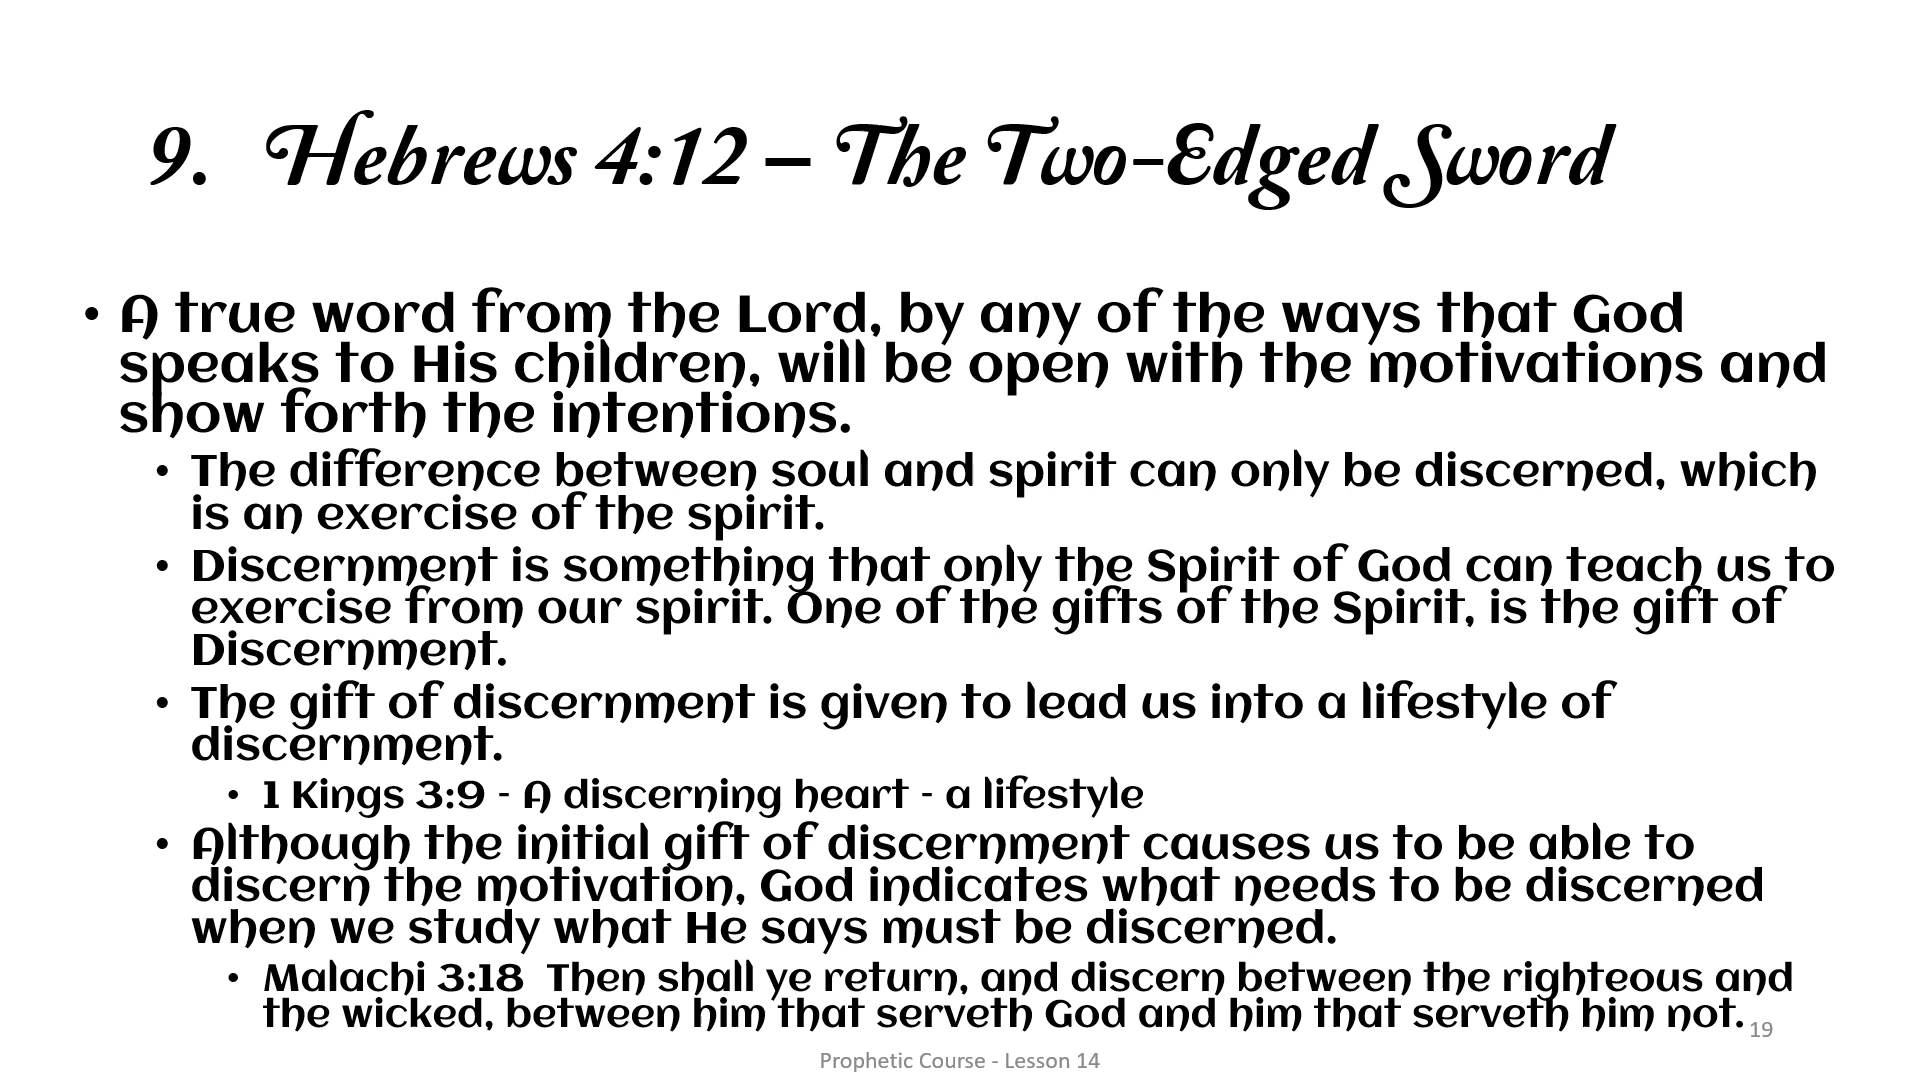 9. Hebrews 4:12 – The Two-Edged Sword
• A true word from the Lord, by any of the ways that God
speaks to His children, will be open with the motivations and
show forth the intentions.
• The difference between soul and spirit can only be discerned, which
is an exercise of the spirit.
• Discernment is something that only the Spirit of God can teach us to
exercise from our spirit. One of the gifts of the Spirit, is the gift of
Discernment.
• The gift of discernment is given to lead us into a lifestyle of
discernment.
• 1 Kings 3:9 - A discerning heart - a lifestyle
• Although the initial gift of discernment causes us to be able to
discern the motivation, God indicates what needs to be discerned
when we study what He says must be discerned.
• Malachi 3:18  Then shall ye return, and discern between the righteous and
the wicked, between him that serveth God and him that serveth him not.
19
Prophetic Course - Lesson 14